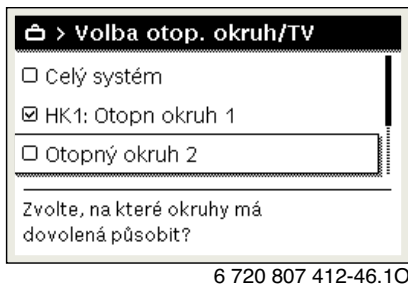 > Volba otop. okruh/TV
Celý systém
HK1: Otopn okruh 1
Otopný okruh 2
Zvolte, na které okruhy má
dovolená působit?
6 720 807 412-46.1O